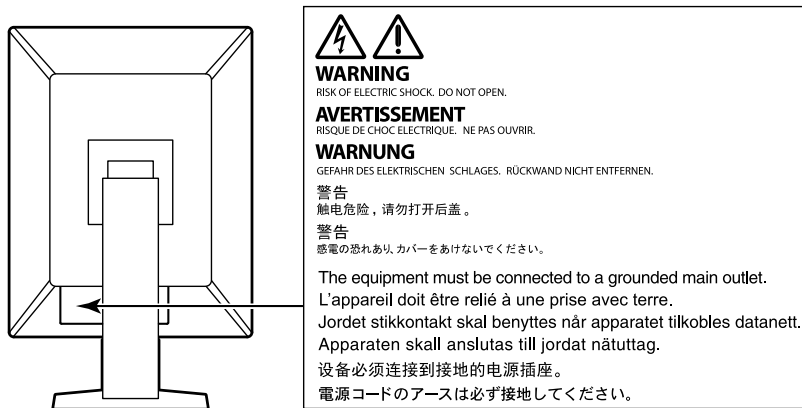 WARNING
RISK OF ELECTRIC SHOCK. DO NOT OPEN.
AVERTISSEMENT
RISQUE DE CHOC ELECTRIQUE. NE PAS OUVRIR.
WARNUNG
GEFAHR DES ELEKTRISCHEN SCHLAGES. RÜCKWAND NICHT ENTFERNEN.
警告
触电危险，请勿打开后盖。
警告
感電の恐れあり、カバーをあけないでください。
The equipment must be connected to a grounded main outlet.
L'appareil doit être relié à une prise avec terre.
Jordet stikkontakt skal benyttes når apparatet tilkobles datanett.
Apparaten skall anslutas till jordat nätuttag.
设备必须连接到接地的电源插座。
電源コードのアースは必ず接地してください。